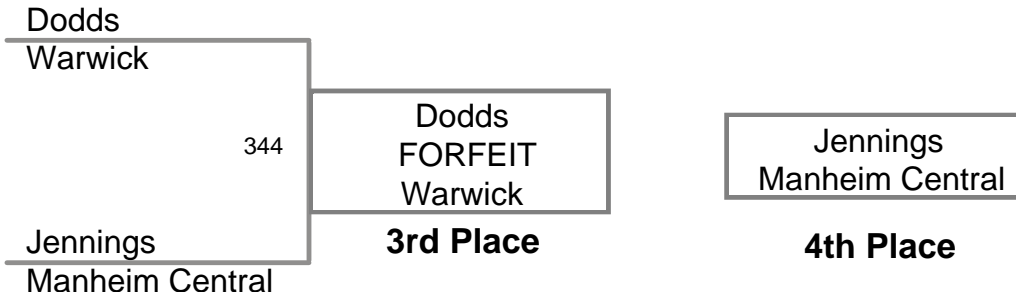 Dodds
Warwick
344
Dodds
FORFEIT
Warwick
3rd Place
Jennings
Manheim Central
Jennings
Manheim Central
4th Place